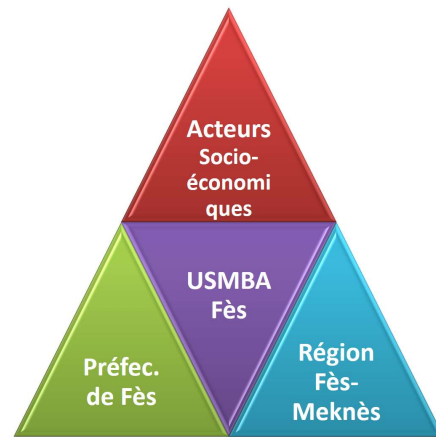 Acteurs
Socio-
économi
ques
USMBA
Fès
Préfec.
de Fès
Région
Fès-
Meknès